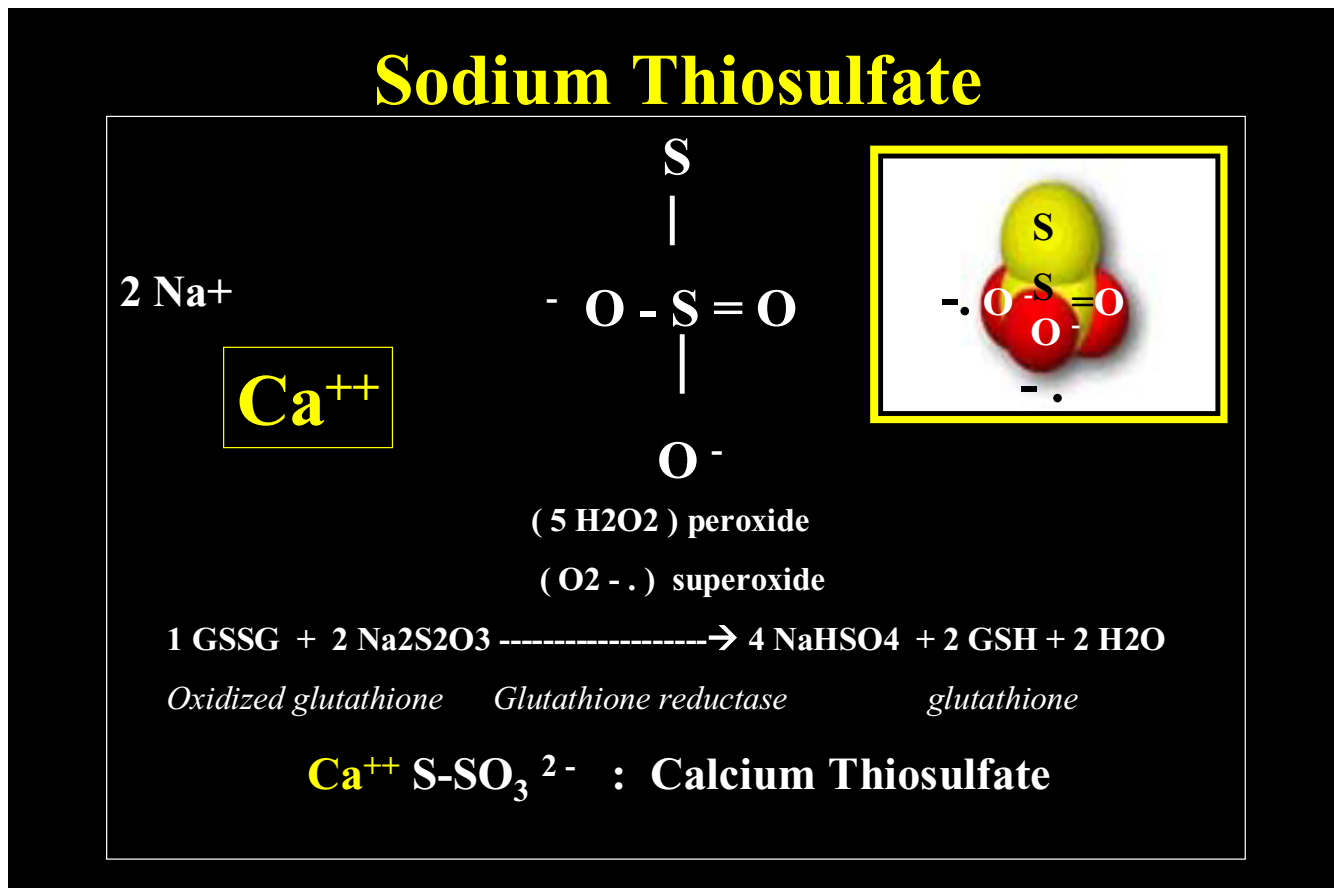 Sodium Thiosulfate
S
|
2 Na+
- O - S = O
|
Ca⁺⁺
O -
S
S
-. O - =O
O -
- .
( 5 H2O2 ) peroxide
( O2 - . ) superoxide
1 GSSG + 2 Na2S2O3 -------------------→ 4 NaHSO4 + 2 GSH + 2 H2O
Oxidized glutathione Glutathione reductase glutathione
Ca⁺⁺ S-SO₃ ²⁻ : Calcium Thiosulfate